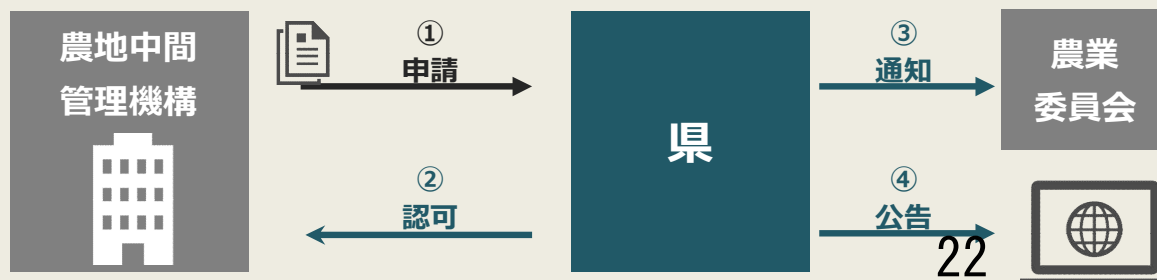 農地中間
管理機構
①
申請
②
認可
県
③
通知
④
公告
農業
委員会
22